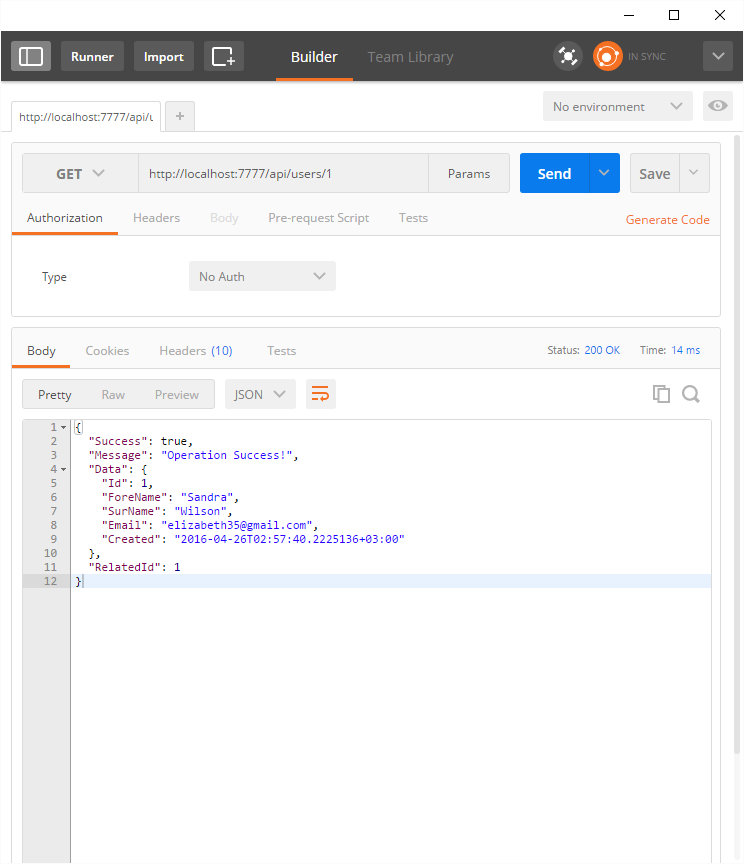 Runner Import Builder Team Library IN SYNC
http://localhost:7777/api/u + No environment
GET http://localhost:7777/api/users/1 Params Send Save
Authorization Headers Body Pre-request Script Tests Generate Code
Type No Auth
Body Cookies Headers (10) Tests Status: 200 OK Time: 14 ms
Pretty Raw Preview JSON
1 {
2 "Success": true,
3 "Message": "Operation Success!",
4 "Data": {
5 "Id": 1,
6 "ForeName": "Sandra",
7 "SurName": "Wilson",
8 "Email": "elizabeth35@gmail.com",
9 "Created": "2016-04-26T02:57:40.2225136+03:00"
10 },
11 "RelatedId": 1
12 }